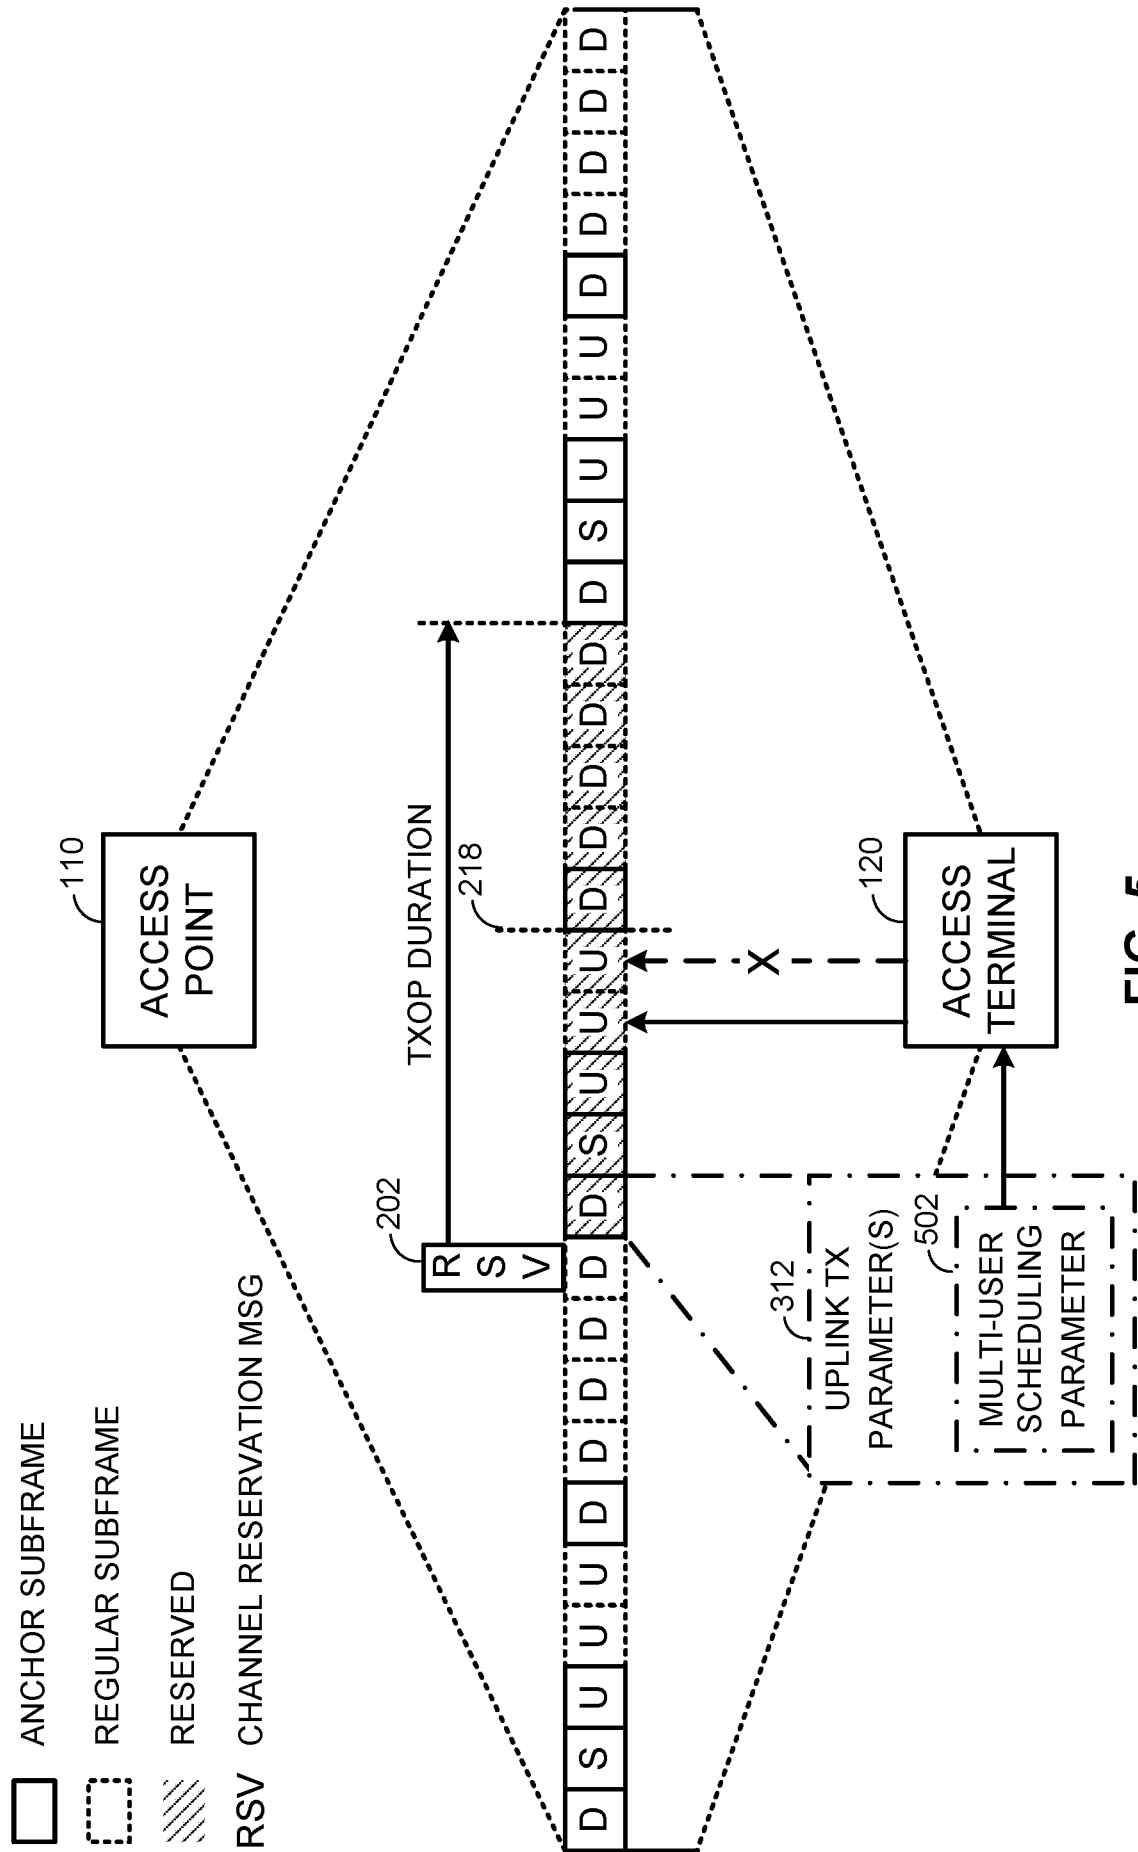 ANCHOR SUBFRAME
REGULAR SUBFRAME
RESERVED
RSV CHANNEL RESERVATION MSG
110
ACCESS
POINT
TXOP DURATION
202
R
S
V
218
D S U U U D D D D D D S U U U D D D D D D S U U U D D D D D
X
312
UPLINK TX
PARAMETER(S)
502
MULTI-USER
SCHEDULING
PARAMETER
120
ACCESS
TERMINAL
FIG. 5